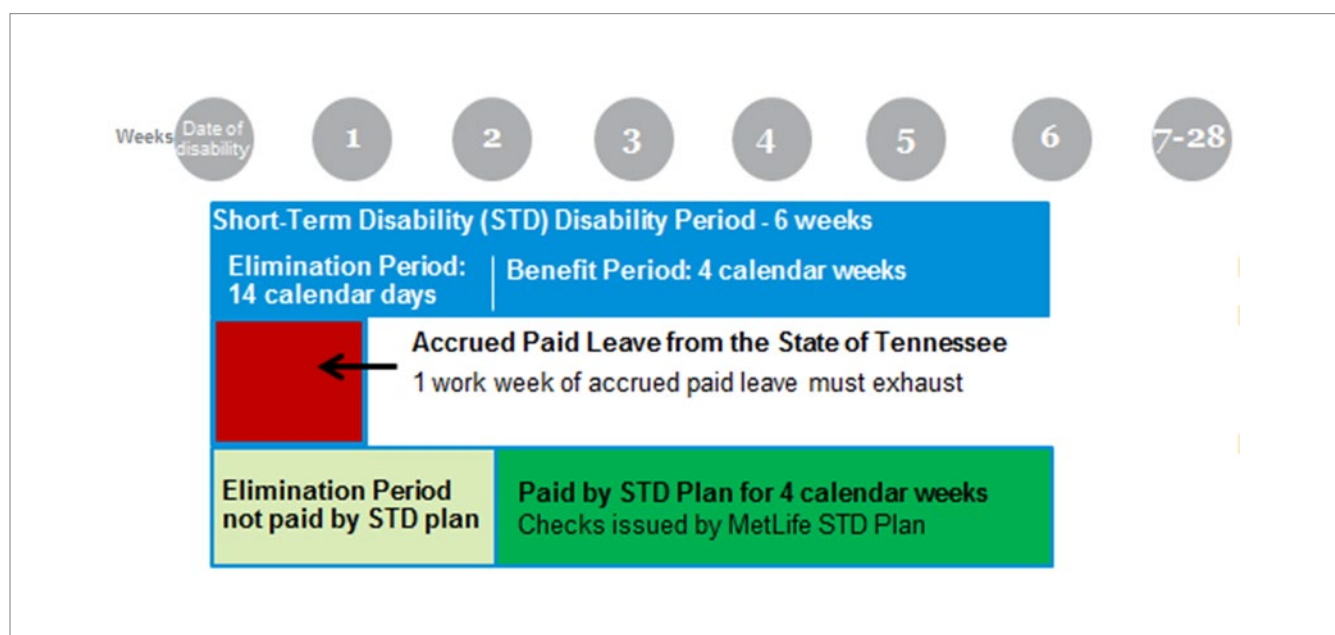 Weeks
Date of
disability
1
2
3
4
5
6
7-28
Short-Term Disability (STD) Disability Period - 6 weeks
Elimination Period:
14 calendar days
Benefit Period: 4 calendar weeks
Accrued Paid Leave from the State of Tennessee
1 work week of accrued paid leave must exhaust
Elimination Period
not paid by STD plan
Paid by STD Plan for 4 calendar weeks
Checks issued by MetLife STD Plan